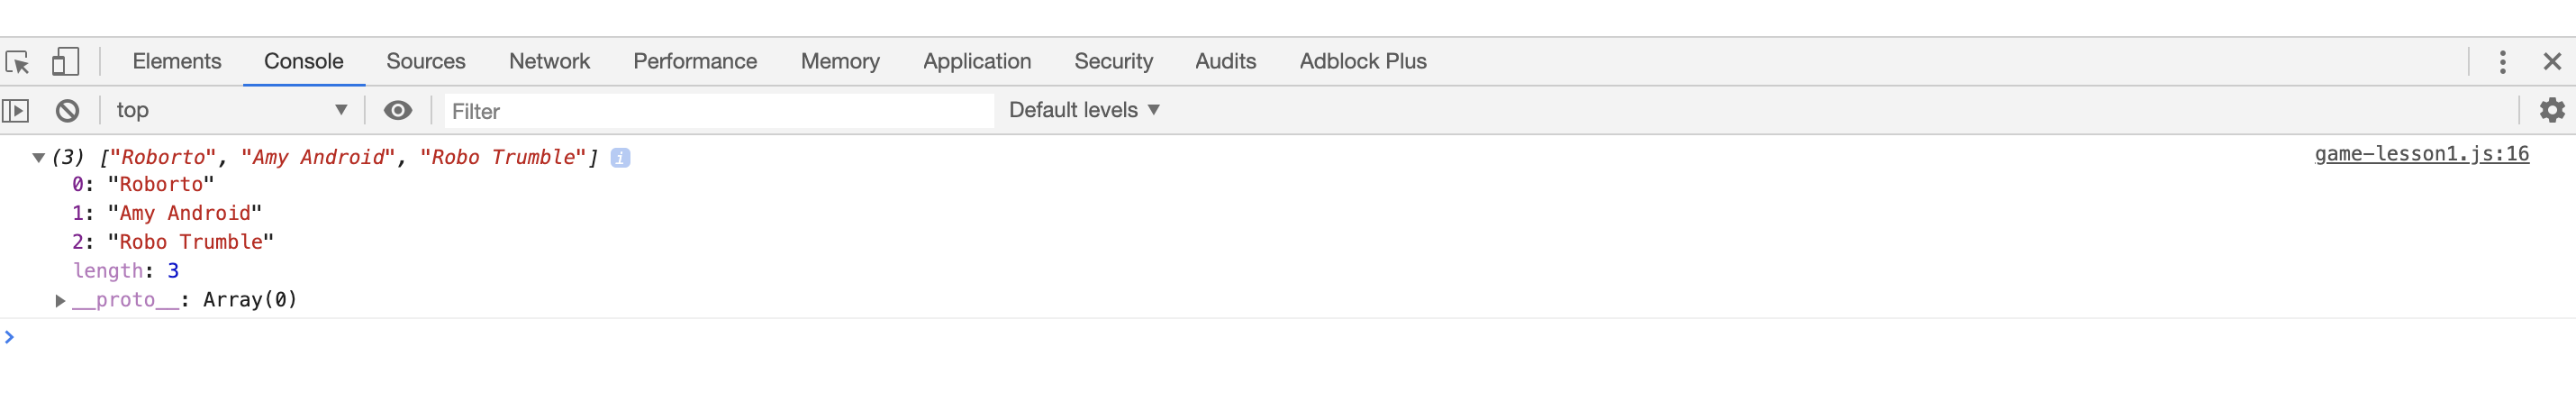 Elements Console Sources Network Performance Memory Application Security Audits Adblock Plus
top Filter Default levels
(3) ["Roborto", "Amy Android", "Robo Trumble"] i game-lesson1.js:16
0: "Roborto"
1: "Amy Android"
2: "Robo Trumble"
length: 3
__proto__: Array(0)